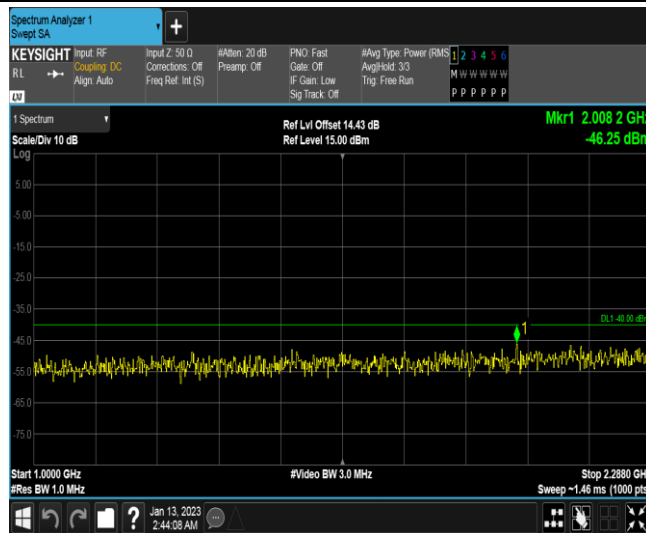 Spectrum Analyzer 1
Swept SA
+
KEYSIGHT
RL
LXI
Input: RF
Coupling: DC
Align: Auto
Input Z: 50 Ω
Corrections: Off
Freq Ref: Int (S)
#Atten: 20 dB
Preamp: Off
PNO: Fast
Gate: Off
IF Gain: Low
Sig Track: Off
#Avg Type: Power (RMS
Avg|Hold: 3/3
Trig: Free Run
1 2 3 4 5 6
M W W W W W
P P P P P P
1 Spectrum
Scale/Div 10 dB
Log
Ref Lvl Offset 14.43 dB
Ref Level 15.00 dBm
Mkr1 2.008 2 GHz
-46.25 dBm
5.00
-5.00
-15.0
-25.0
-35.0
DL1 -40.00 dBm
1
-45.0
-55.0
-65.0
-75.0
Start 1.0000 GHz
#Res BW 1.0 MHz
#Video BW 3.0 MHz
Stop 2.2880 GH
Sweep ~1.46 ms (1000 pts
?
Jan 13, 2023
2:44:08 AM